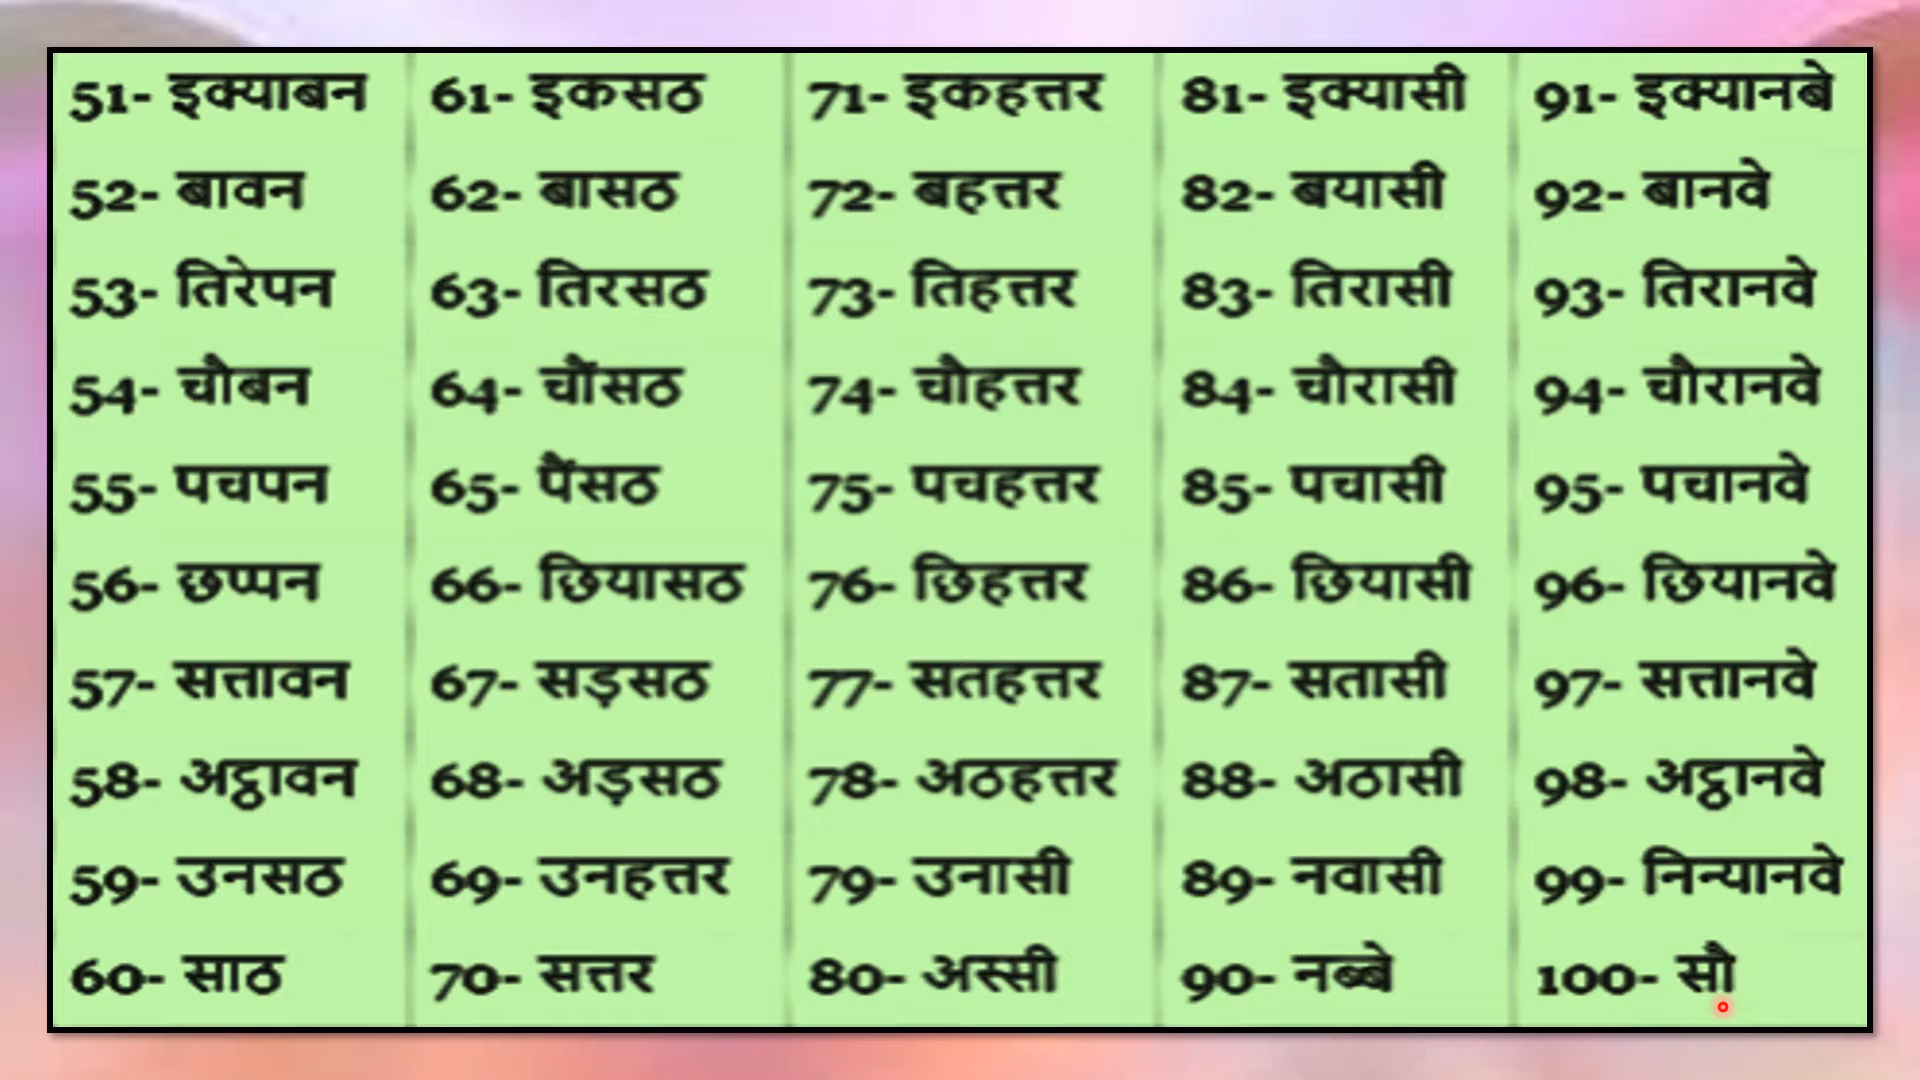 51- इक्याबन 61- इकसठ 71- इकहत्तर 81- इक्यासी 91- इक्यानबे
52- बावन 62- बासठ 72- बहत्तर 82- बयासी 92- बानवे
53- तिरेपन 63- तिरसठ 73- तिहत्तर 83- तिरासी 93- तिरानवे
54- चौबन 64- चौंसठ 74- चौहत्तर 84- चौरासी 94- चौरानवे
55- पचपन 65- पैंसठ 75- पचहत्तर 85- पचासी 95- पचानवे
56- छप्पन 66- छियासठ 76- छिहत्तर 86- छियासी 96- छियानवे
57- सत्तावन 67- सड़सठ 77- सतहत्तर 87- सतासी 97- सत्तानवे
58- अट्ठावन 68- अड़सठ 78- अठहत्तर 88- अठासी 98- अट्ठानवे
59- उनसठ 69- उनहत्तर 79- उनासी 89- नवासी 99- निन्यानवे
60- साठ 70- सत्तर 80- अस्सी 90- नब्बे 100- सौ